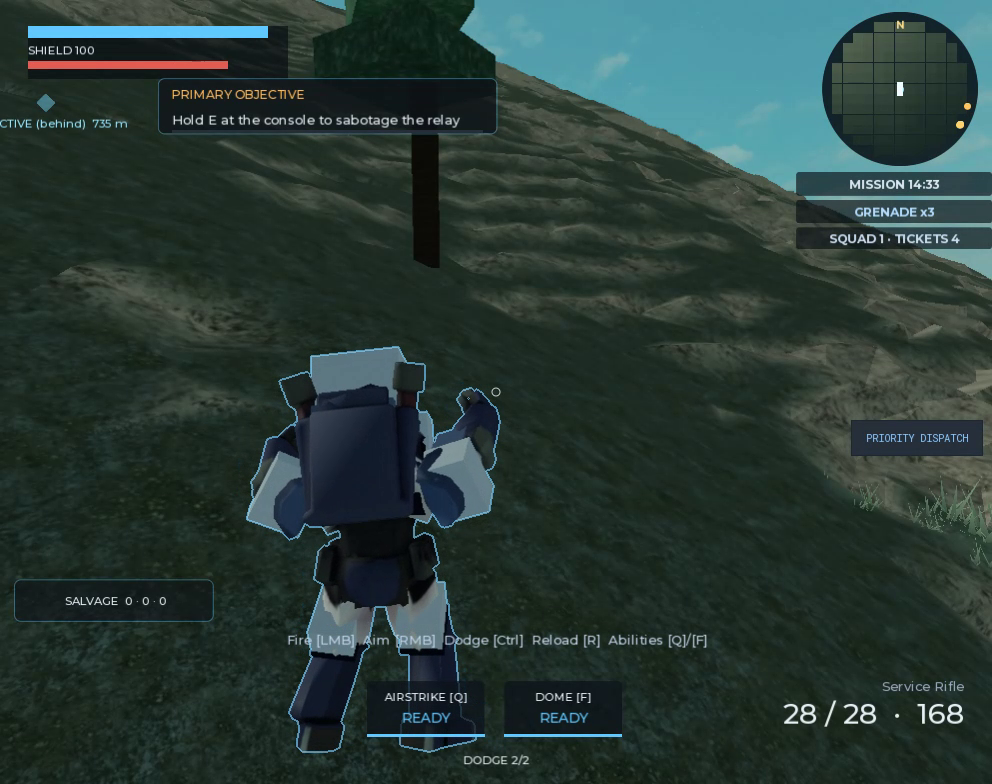 SHIELD 100
PRIMARY OBJECTIVE
Hold E at the console to sabotage the relay
CTIVE (behind) 735 m
N
MISSION 14:33
GRENADE x3
SQUAD 1 · TICKETS 4
PRIORITY DISPATCH
SALVAGE 0 · 0 · 0
Fire [LMB] Aim [RMB] Dodge [Ctrl] Reload [R] Abilities [Q]/[F]
AIRSTRIKE [Q]
READY
DOME [F]
READY
Service Rifle
28 / 28 · 168
DODGE 2/2